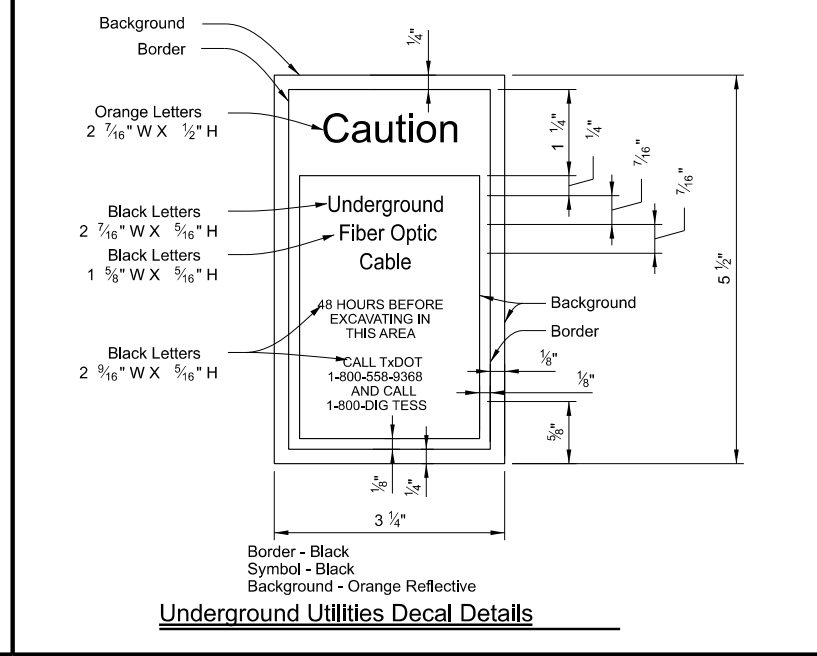 Background
Border
Orange Letters
2 7/16" W X 1/2" H
Black Letters
2 7/16" W X 5/16" H
Black Letters
1 5/8" W X 5/16" H
Black Letters
2 9/16" W X 5/16" H
Caution
Underground
Fiber Optic
Cable
48 HOURS BEFORE
EXCAVATING IN
THIS AREA
CALL TxDOT
1-800-558-9368
AND CALL
1-800-DIG TESS
1/4"
1 1/4"
1/4"
7/16"
7/16"
5 1/2"
Background
Border
1/8"
1/8"
5/8"
1/8"
1/4"
3 1/4"
Border - Black
Symbol - Black
Background - Orange Reflective
Underground Utilities Decal Details